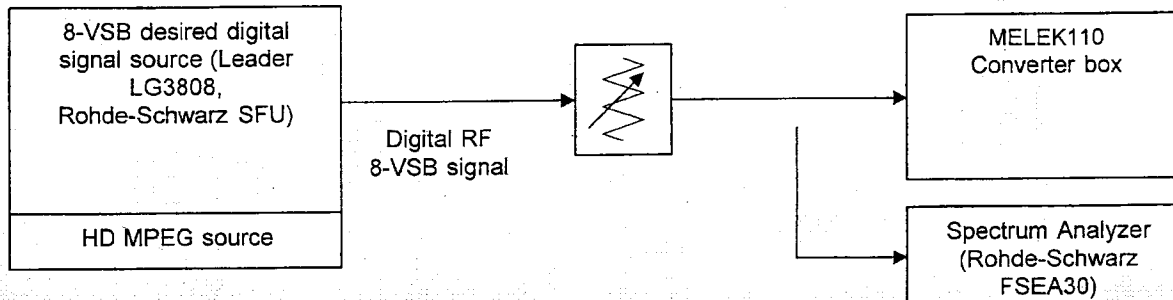 8-VSB desired digital
signal source (Leader
LG3808,
Rohde-Schwarz SFU)
HD MPEG source
Digital RF
8-VSB signal
MELEK110
Converter box
Spectrum Analyzer
(Rohde-Schwarz
FSEA30)